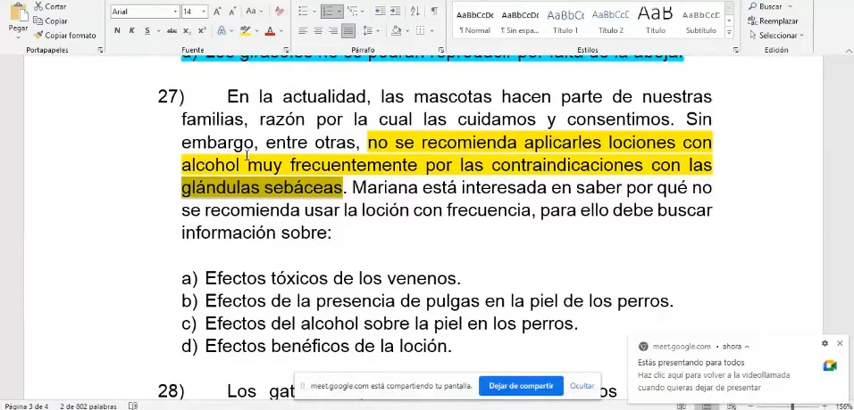 Cortar
Copiar
Pegar
Copiar formato
Portapapeles
Arial
14
Fuente
Párrafo
AaBbCcDc AaBbCcDc AaBbCc AaBbCcC AaB AaBbCcC
¶ Normal ¶ Sin espa... Título 1 Título 2 Título Subtítulo
Estilos
Buscar
Reemplazar
Seleccionar
Edición
27) En la actualidad, las mascotas hacen parte de nuestras
familias, razón por la cual las cuidamos y consentimos. Sin
embargo, entre otras, no se recomienda aplicarles lociones con
alcohol muy frecuentemente por las contraindicaciones con las
glándulas sebáceas. Mariana está interesada en saber por qué no
se recomienda usar la loción con frecuencia, para ello debe buscar
información sobre:
a) Efectos tóxicos de los venenos.
b) Efectos de la presencia de pulgas en la piel de los perros.
c) Efectos del alcohol sobre la piel en los perros.
d) Efectos benéficos de la loción.
28) Los
meet.google.com está compartiendo tu pantalla. Dejar de compartir Ocultar
meet.google.com • ahora
Estás presentando para todos
Haz clic aquí para volver a la videollamada
cuando quieras dejar de presentar
Página 3 de 4 2 de 802 palabras
156%